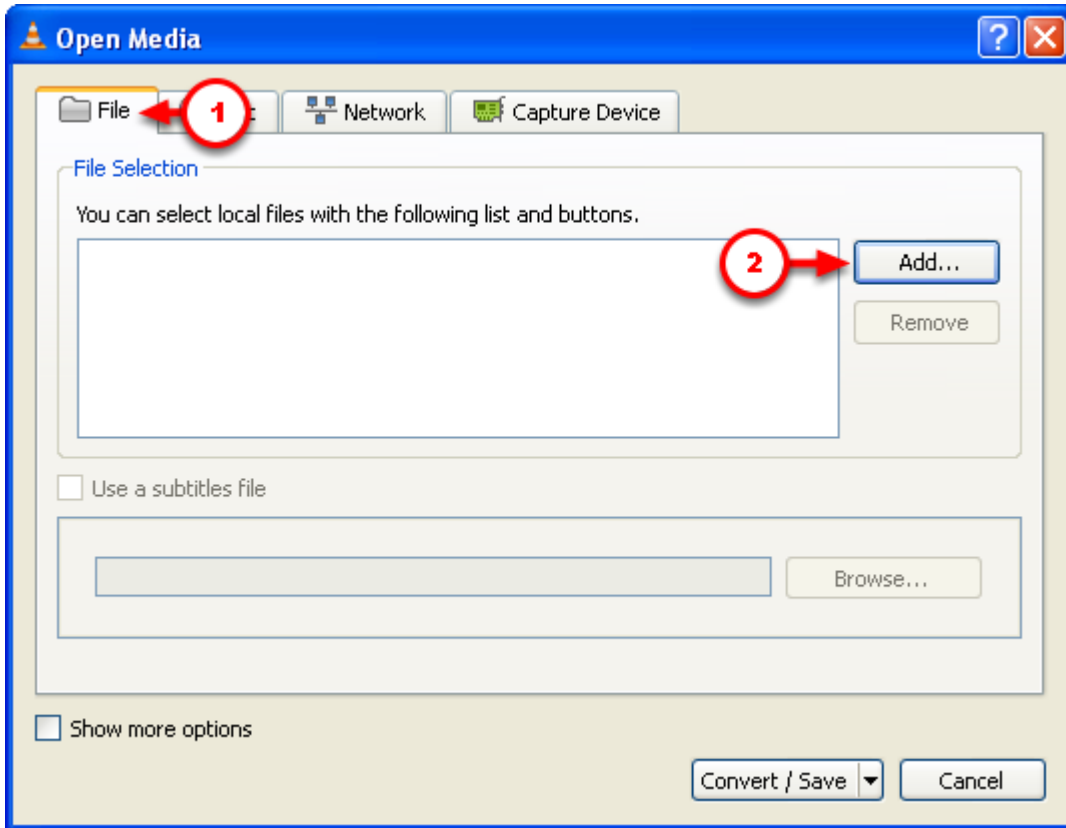 Open Media
File
1
Network
Capture Device
File Selection
You can select local files with the following list and buttons.
2
Add...
Remove
Use a subtitles file
Browse...
Show more options
Convert / Save
Cancel